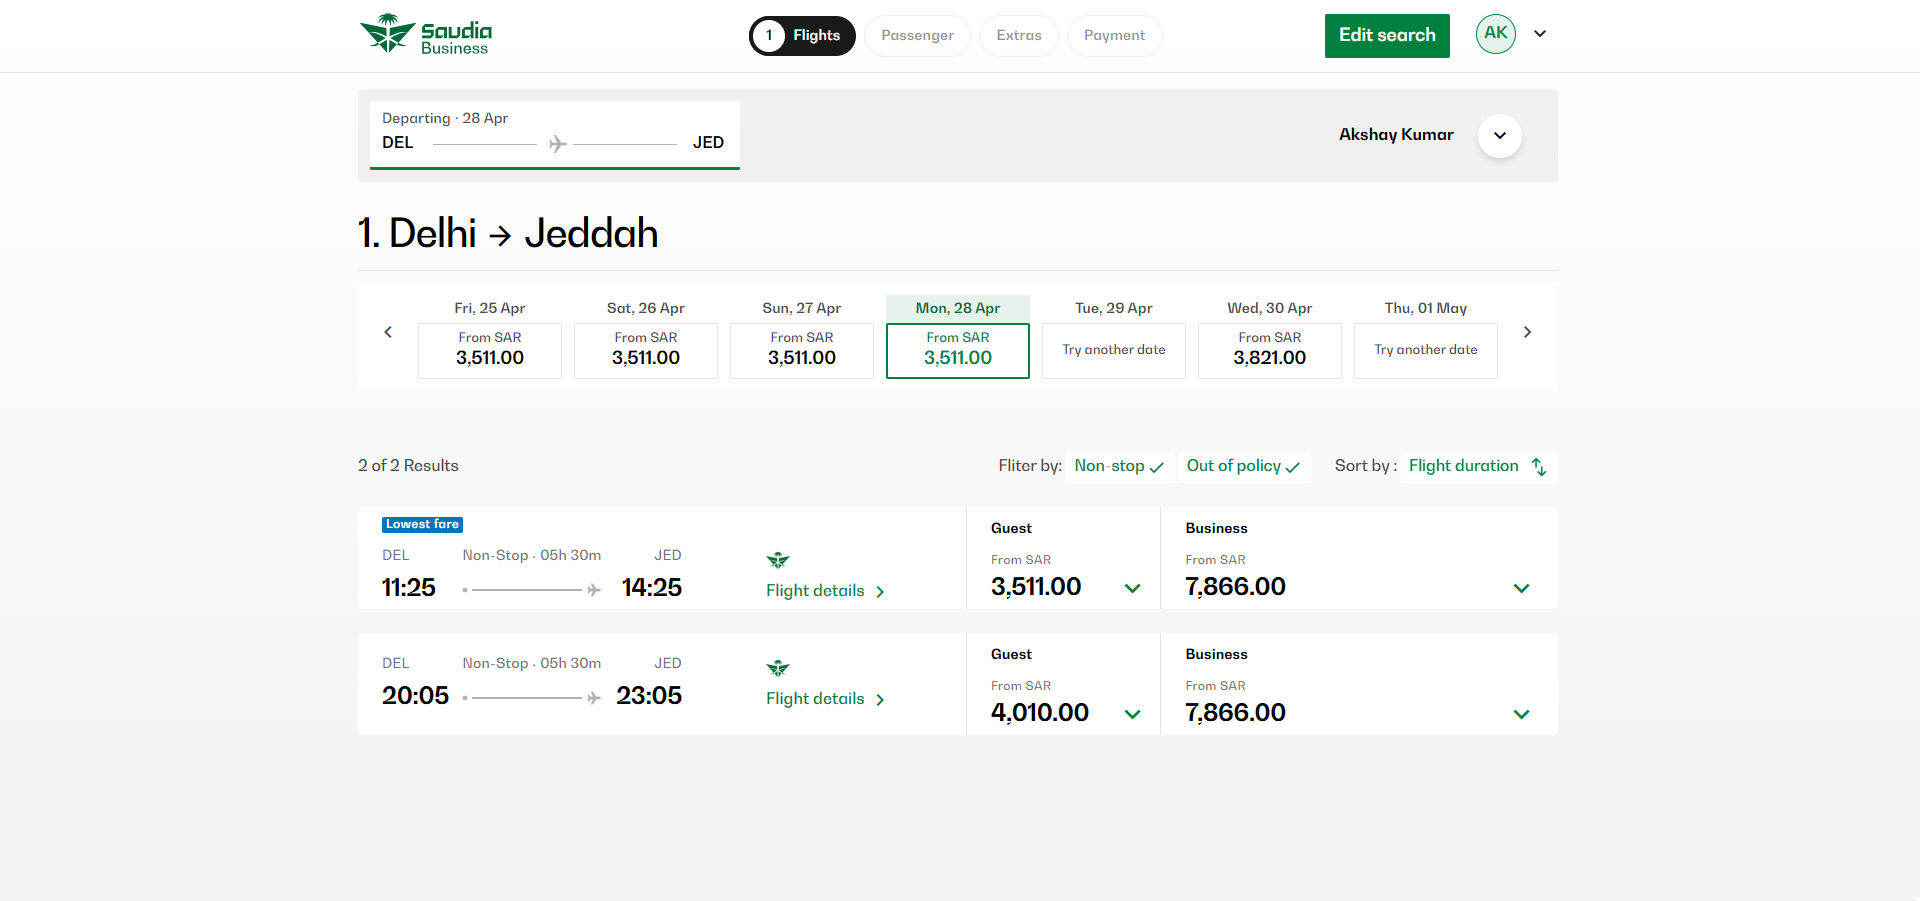 Saudia
Business
1 Flights
Passenger
Extras
Payment
Edit search
AK
Departing · 28 Apr
DEL
JED
Akshay Kumar
1. Delhi → Jeddah
Fri, 25 Apr
From SAR
3,511.00
Sat, 26 Apr
From SAR
3,511.00
Sun, 27 Apr
From SAR
3,511.00
Mon, 28 Apr
From SAR
3,511.00
Tue, 29 Apr
Try another date
Wed, 30 Apr
From SAR
3,821.00
Thu, 01 May
Try another date
2 of 2 Results
Fliter by:
Non-stop
Out of policy
Sort by :
Flight duration
Lowest fare
DEL
Non-Stop · 05h 30m
JED
11:25
14:25
Flight details
Guest
From SAR
3,511.00
Business
From SAR
7,866.00
DEL
Non-Stop · 05h 30m
JED
20:05
23:05
Flight details
Guest
From SAR
4,010.00
Business
From SAR
7,866.00